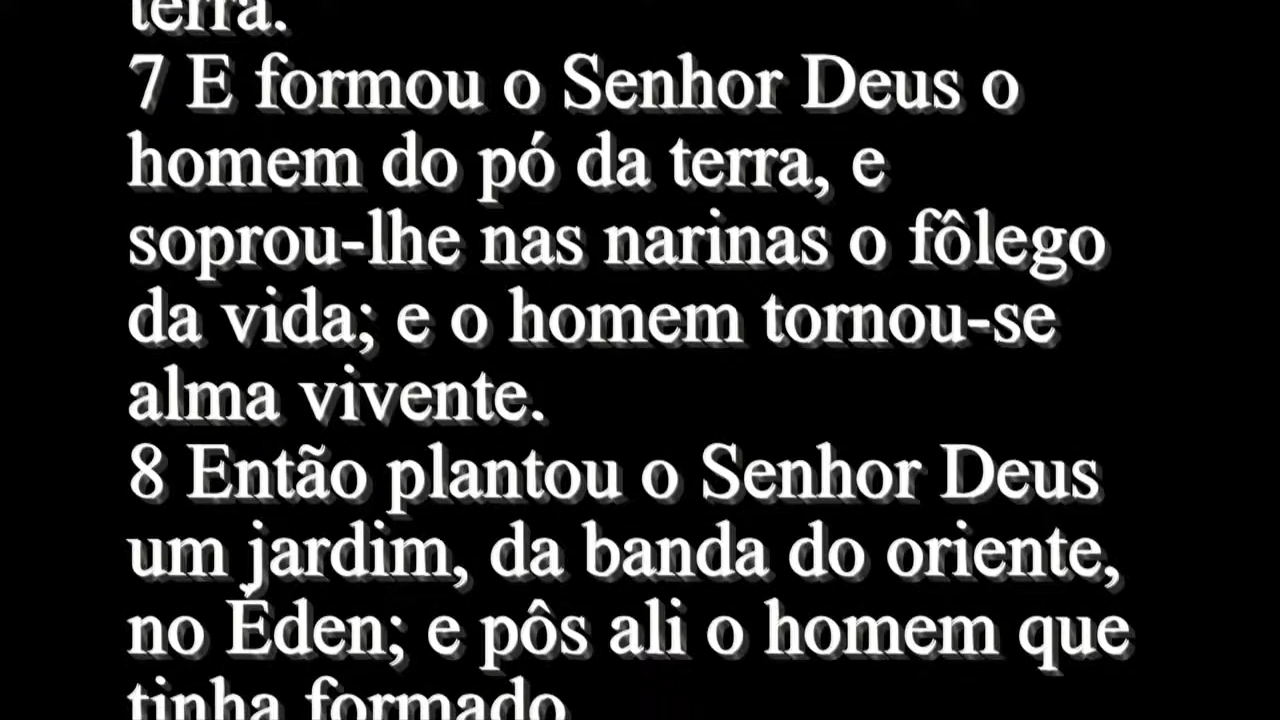 terra.
7 E formou o Senhor Deus o
homem do pó da terra, e
soprou-lhe nas narinas o fôlego
da vida; e o homem tornou-se
alma vivente.
8 Então plantou o Senhor Deus
um jardim, da banda do oriente,
no Éden; e pôs ali o homem que
tinha formado